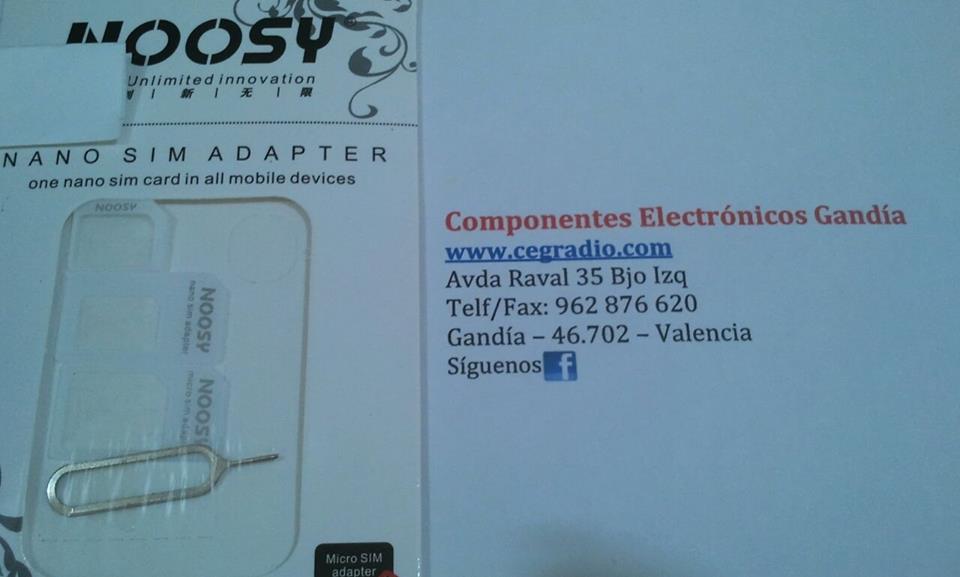 NOOSY
Unlimited innovation
创 | 新 | 无 | 限
NANO SIM ADAPTER
one nano sim card in all mobile devices
NOOSY
NOOSY
nano sim adapter
NOOSY
micro sim adap
Micro SIM
adapter
Componentes Electrónicos Gandía
www.cegradio.com
Avda Raval 35 Bjo Izq
Telf/Fax: 962 876 620
Gandía – 46.702 – Valencia
Síguenos f